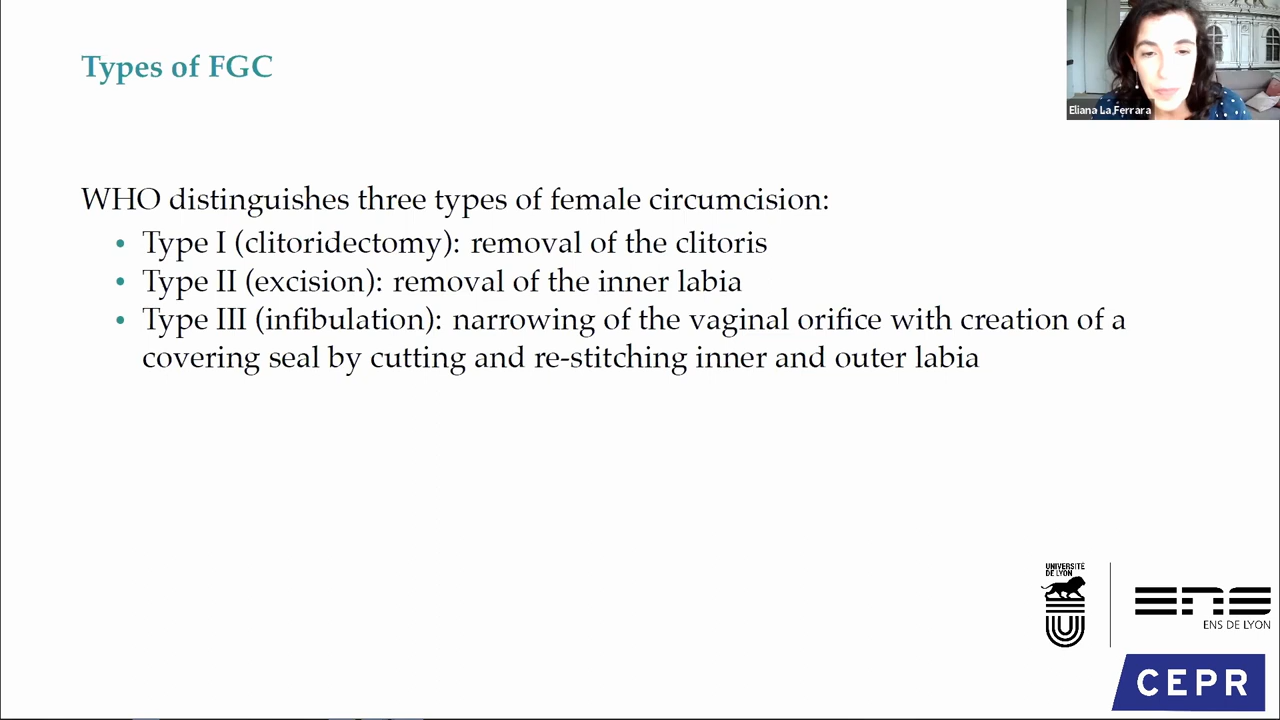 Types of FGC
Eliana La Ferrara
WHO distinguishes three types of female circumcision:
• Type I (clitoridectomy): removal of the clitoris
• Type II (excision): removal of the inner labia
• Type III (infibulation): narrowing of the vaginal orifice with creation of a
covering seal by cutting and re-stitching inner and outer labia
UNIVERSITE
DE LYON
ENS
ENS DE LYON
CEPR